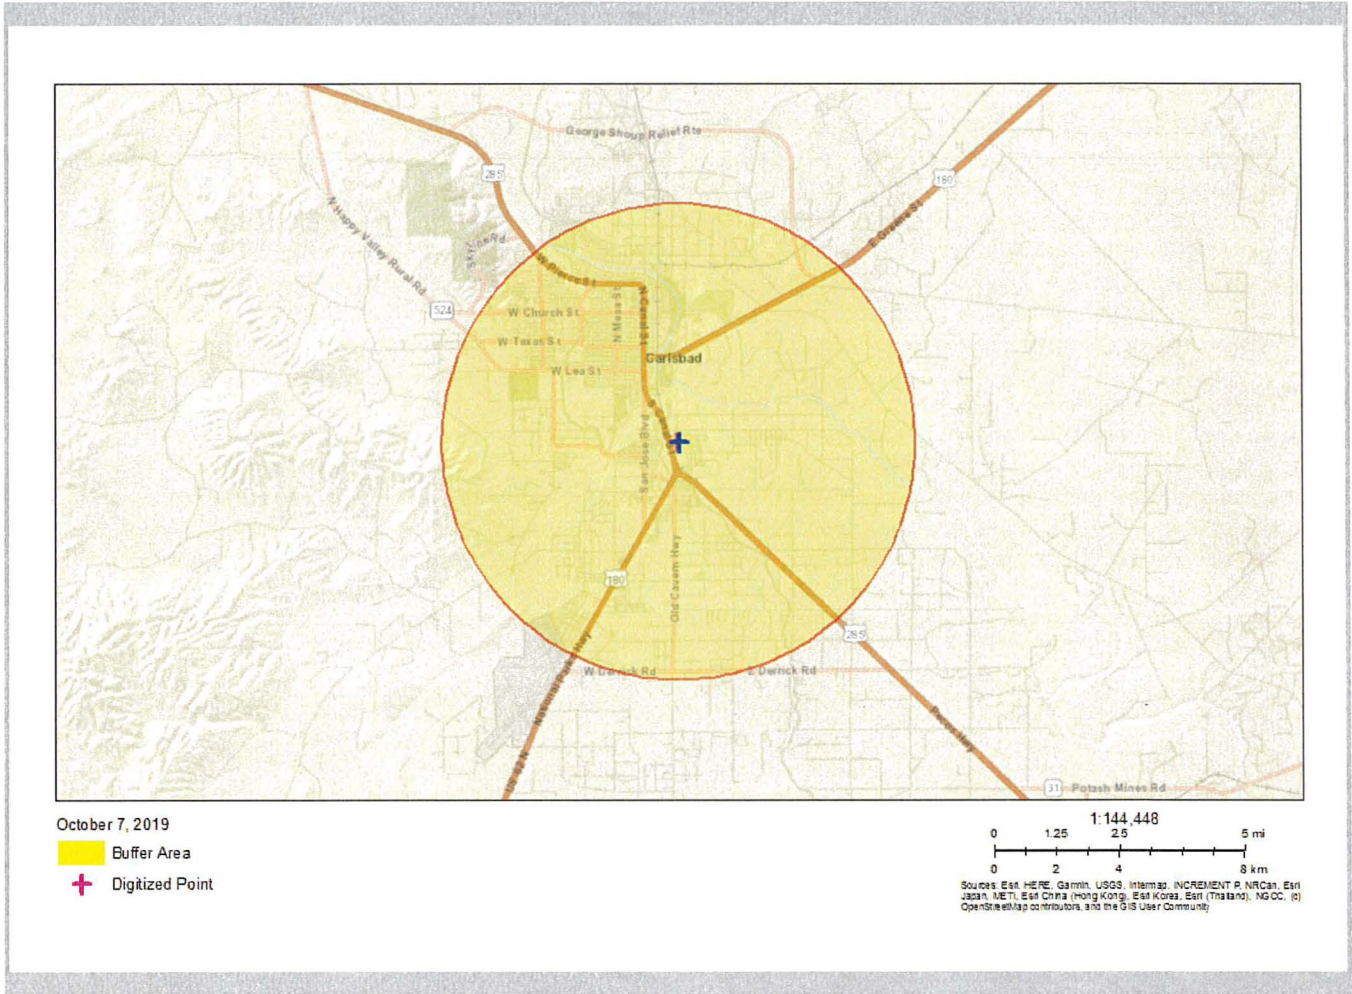 George Shoup Relief Rte
285
180
N Happy Valley Rural Rd
Skyline Rd
E Greene St
W Pierce St
524
W Church St
N Mesa St
N Canal St
W Texas St
Carlsbad
W Lea St
S Canal St
San Jose Blvd
Old Cavern Hwy
180
285
National Parks Hwy
W Derrick Rd
E Derrick Rd
Pecos Hwy
US 62 N
31 Potash Mines Rd
October 7, 2019
Buffer Area
Digitized Point
1:144,448
0 1.25 2.5 5 mi
0 2 4 8 km
Sources: Esri, HERE, Garmin, USGS, Intermap, INCREMENT P, NRCan, Esri
Japan, METI, Esri China (Hong Kong), Esri Korea, Esri (Thailand), NGCC, (c)
OpenStreetMap contributors, and the GIS User Community